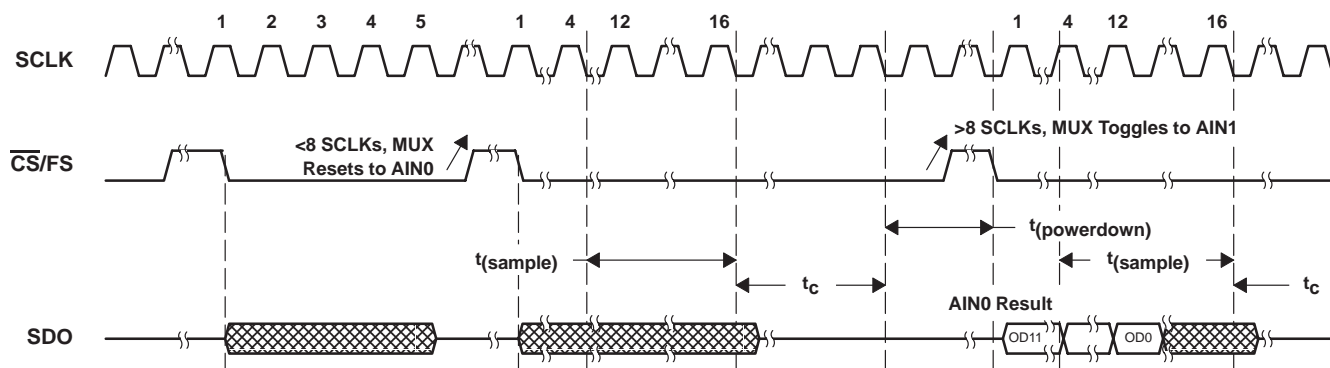 1 2 3 4 5 1 4 12 16 1 4 12 16
SCLK
<8 SCLKs, MUX
Resets to AIN0
>8 SCLKs, MUX Toggles to AIN1
CS/FS
t(powerdown)
t(sample)
t(sample)
tC
tC
AIN0 Result
SDO
OD11
OD0